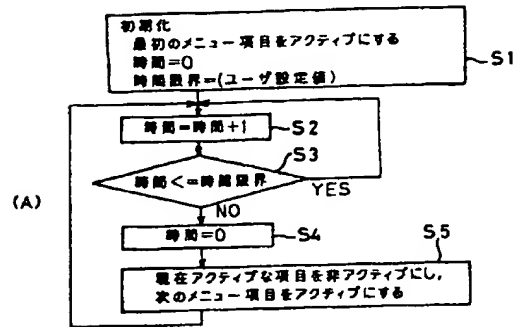 初期化
最初のメニュー項目をアクティブにする
時間=0
時間限界=(ユーザ設定値)
S1
時間=時間+1
S2
S3
時間<=時間限界
YES
(A)
NO
時間=0
S4
S5
現在アクティブな項目を非アクティブにし,
次のメニュー項目をアクティブにする